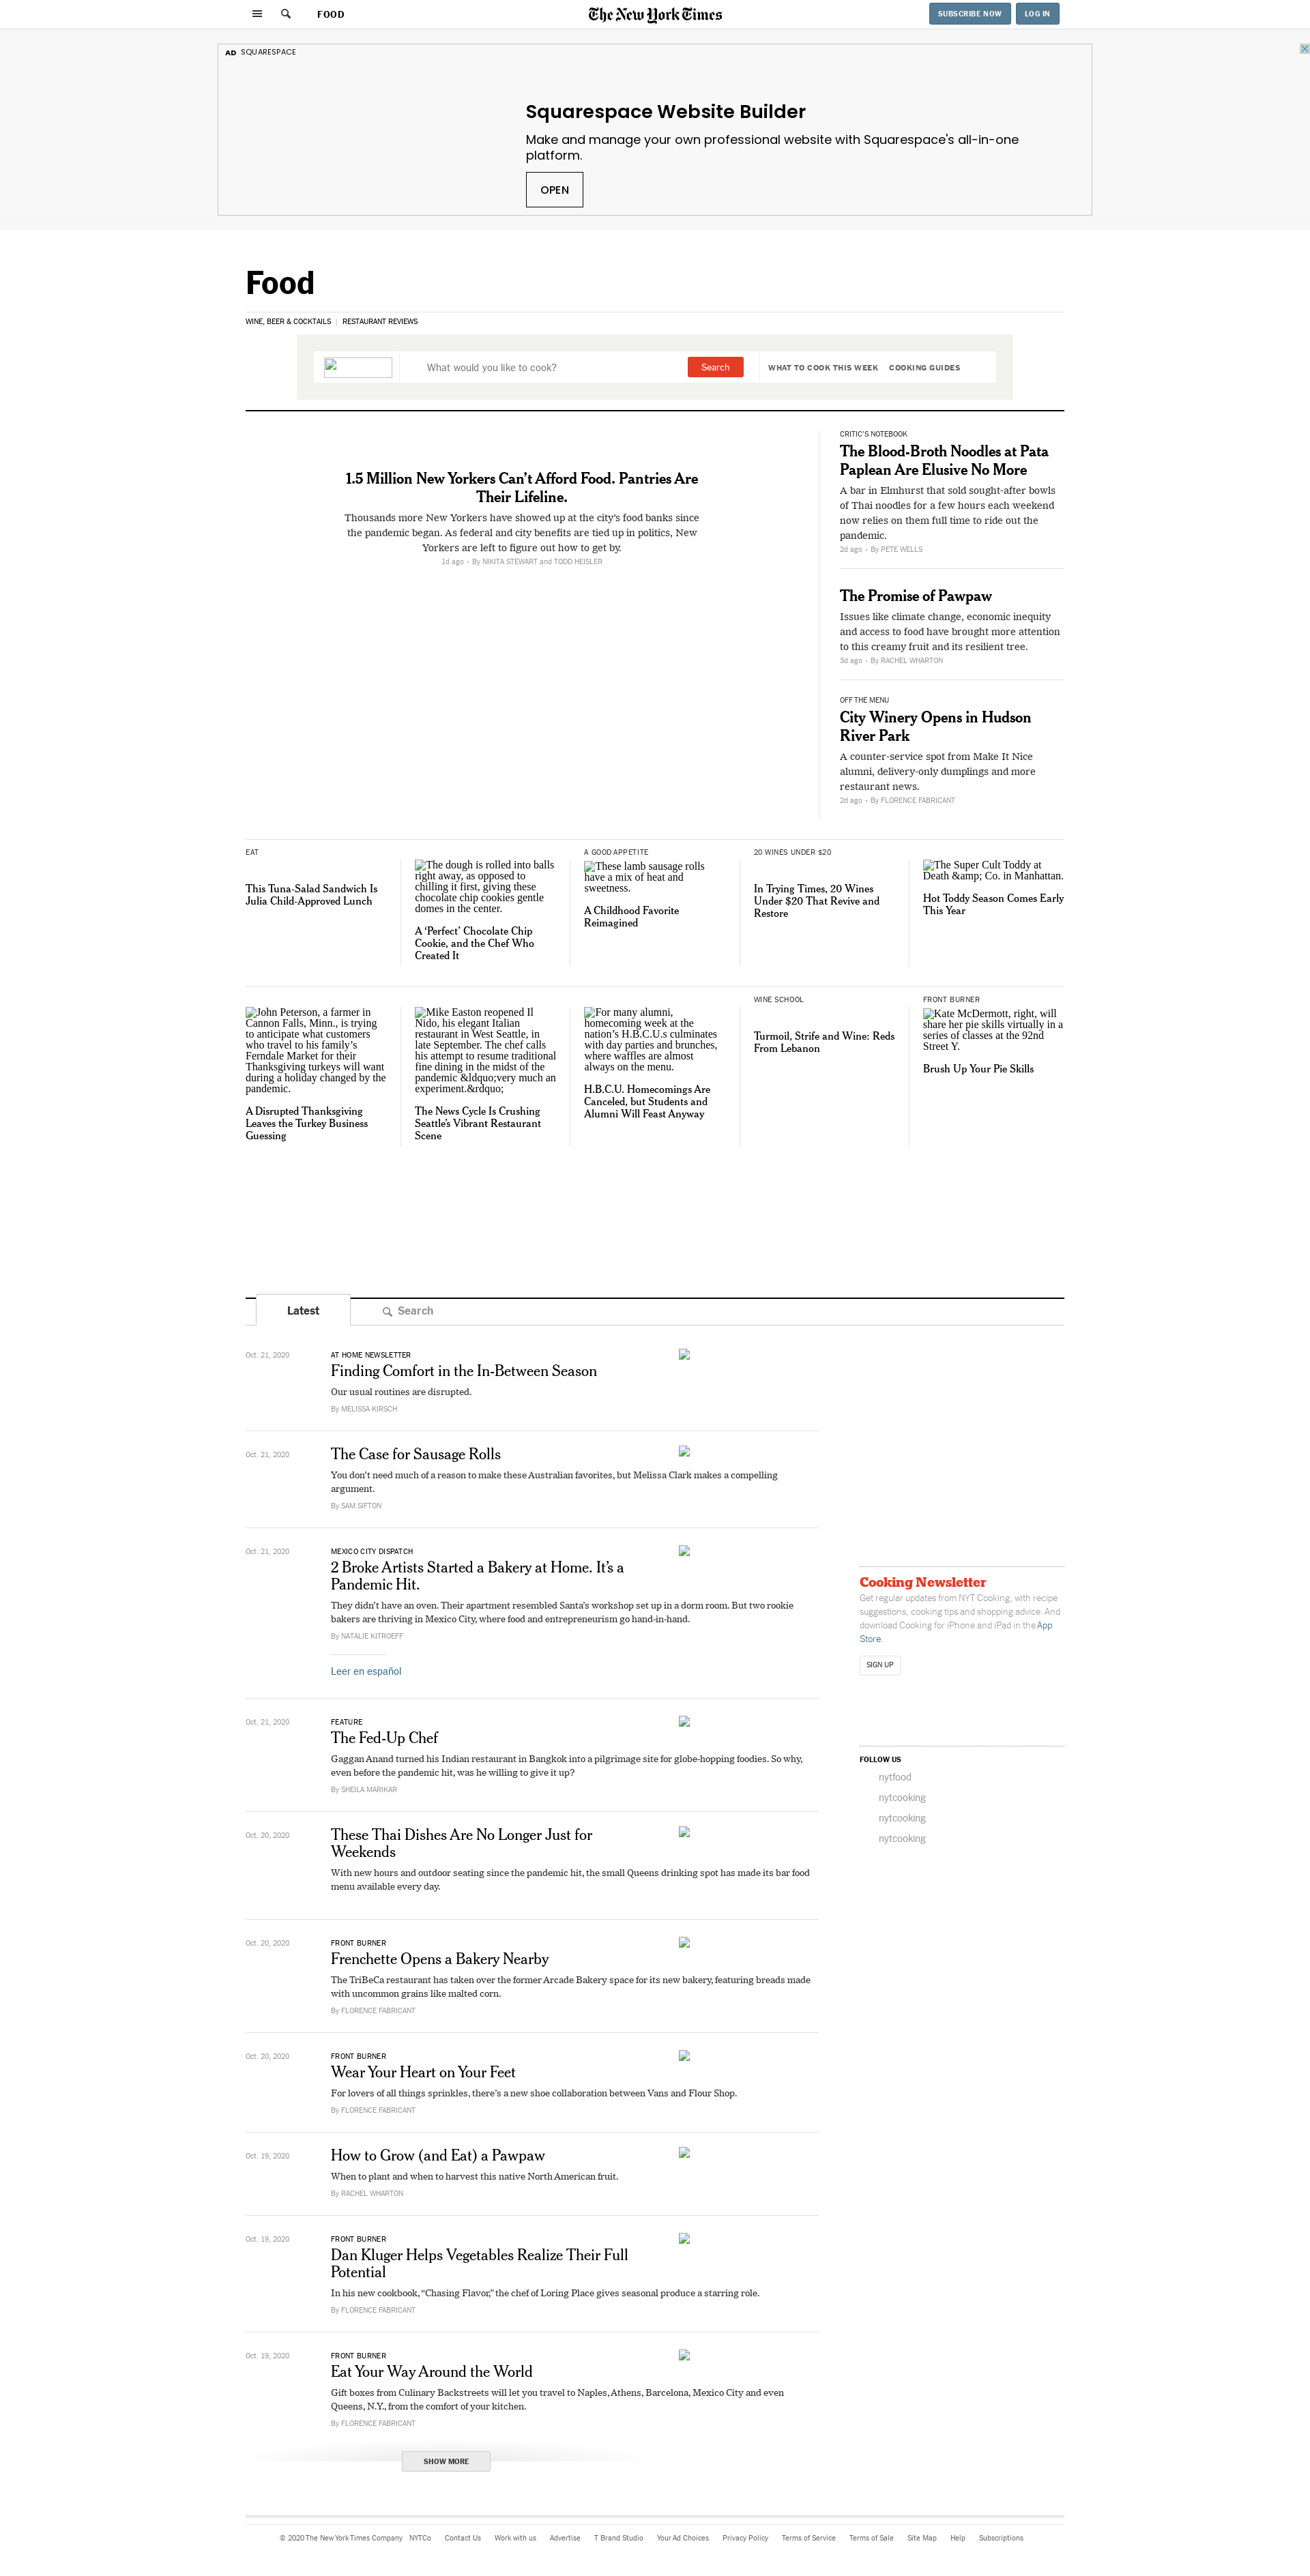 FOOD
The New York Times
SUBSCRIBE NOW
LOG IN
AD SQUARESPACE
Squarespace Website Builder
Make and manage your own professional website with Squarespace's all-in-one
platform.
OPEN
Food
WINE, BEER & COCKTAILS
RESTAURANT REVIEWS
What would you like to cook?
Search
WHAT TO COOK THIS WEEK
COOKING GUIDES
1.5 Million New Yorkers Can’t Afford Food. Pantries Are
Their Lifeline.
Thousands more New Yorkers have showed up at the city’s food banks since
the pandemic began. As federal and city benefits are tied up in politics, New
Yorkers are left to figure out how to get by.
1d ago • By NIKITA STEWART and TODD HEISLER
CRITIC’S NOTEBOOK
The Blood-Broth Noodles at Pata
Paplean Are Elusive No More
A bar in Elmhurst that sold sought-after bowls
of Thai noodles for a few hours each weekend
now relies on them full time to ride out the
pandemic.
2d ago • By PETE WELLS
The Promise of Pawpaw
Issues like climate change, economic inequity
and access to food have brought more attention
to this creamy fruit and its resilient tree.
3d ago • By RACHEL WHARTON
OFF THE MENU
City Winery Opens in Hudson
River Park
A counter-service spot from Make It Nice
alumni, delivery-only dumplings and more
restaurant news.
2d ago • By FLORENCE FABRICANT
EAT
This Tuna-Salad Sandwich Is
Julia Child-Approved Lunch
The dough is rolled into balls
right away, as opposed to
chilling it first, giving these
chocolate chip cookies gentle
domes in the center.
A ‘Perfect’ Chocolate Chip
Cookie, and the Chef Who
Created It
A GOOD APPETITE
These lamb sausage rolls
have a mix of heat and
sweetness.
A Childhood Favorite
Reimagined
20 WINES UNDER $20
In Trying Times, 20 Wines
Under $20 That Revive and
Restore
The Super Cult Toddy at
Death &amp; Co. in Manhattan.
Hot Toddy Season Comes Early
This Year
John Peterson, a farmer in
Cannon Falls, Minn., is trying
to anticipate what customers
who travel to his family’s
Ferndale Market for their
Thanksgiving turkeys will want
during a holiday changed by the
pandemic.
A Disrupted Thanksgiving
Leaves the Turkey Business
Guessing
Mike Easton reopened Il
Nido, his elegant Italian
restaurant in West Seattle, in
late September. The chef calls
his attempt to resume traditional
fine dining in the midst of the
pandemic &ldquo;very much an
experiment.&rdquo;
The News Cycle Is Crushing
Seattle’s Vibrant Restaurant
Scene
For many alumni,
homecoming week at the
nation’s H.B.C.U.s culminates
with day parties and brunches,
where waffles are almost
always on the menu.
H.B.C.U. Homecomings Are
Canceled, but Students and
Alumni Will Feast Anyway
WINE SCHOOL
Turmoil, Strife and Wine: Reds
From Lebanon
FRONT BURNER
Kate McDermott, right, will
share her pie skills virtually in a
series of classes at the 92nd
Street Y.
Brush Up Your Pie Skills
Latest
Search
Oct. 21, 2020
AT HOME NEWSLETTER
Finding Comfort in the In-Between Season
Our usual routines are disrupted.
By MELISSA KIRSCH
Oct. 21, 2020
The Case for Sausage Rolls
You don’t need much of a reason to make these Australian favorites, but Melissa Clark makes a compelling
argument.
By SAM SIFTON
Oct. 21, 2020
MEXICO CITY DISPATCH
2 Broke Artists Started a Bakery at Home. It’s a
Pandemic Hit.
They didn’t have an oven. Their apartment resembled Santa’s workshop set up in a dorm room. But two rookie
bakers are thriving in Mexico City, where food and entrepreneurism go hand-in-hand.
By NATALIE KITROEFF
Leer en español
Oct. 21, 2020
FEATURE
The Fed-Up Chef
Gaggan Anand turned his Indian restaurant in Bangkok into a pilgrimage site for globe-hopping foodies. So why,
even before the pandemic hit, was he willing to give it up?
By SHEILA MARIKAR
Oct. 20, 2020
These Thai Dishes Are No Longer Just for
Weekends
With new hours and outdoor seating since the pandemic hit, the small Queens drinking spot has made its bar food
menu available every day.
Oct. 20, 2020
FRONT BURNER
Frenchette Opens a Bakery Nearby
The TriBeCa restaurant has taken over the former Arcade Bakery space for its new bakery, featuring breads made
with uncommon grains like malted corn.
By FLORENCE FABRICANT
Oct. 20, 2020
FRONT BURNER
Wear Your Heart on Your Feet
For lovers of all things sprinkles, there’s a new shoe collaboration between Vans and Flour Shop.
By FLORENCE FABRICANT
Oct. 19, 2020
How to Grow (and Eat) a Pawpaw
When to plant and when to harvest this native North American fruit.
By RACHEL WHARTON
Oct. 19, 2020
FRONT BURNER
Dan Kluger Helps Vegetables Realize Their Full
Potential
In his new cookbook, “Chasing Flavor,” the chef of Loring Place gives seasonal produce a starring role.
By FLORENCE FABRICANT
Oct. 19, 2020
FRONT BURNER
Eat Your Way Around the World
Gift boxes from Culinary Backstreets will let you travel to Naples, Athens, Barcelona, Mexico City and even
Queens, N.Y., from the comfort of your kitchen.
By FLORENCE FABRICANT
SHOW MORE
Cooking Newsletter
Get regular updates from NYT Cooking, with recipe
suggestions, cooking tips and shopping advice. And
download Cooking for iPhone and iPad in the App
Store.
SIGN UP
FOLLOW US
nytfood
nytcooking
nytcooking
nytcooking
© 2020 The New York Times Company NYTCo Contact Us Work with us Advertise T Brand Studio Your Ad Choices Privacy Policy Terms of Service Terms of Sale Site Map Help Subscriptions